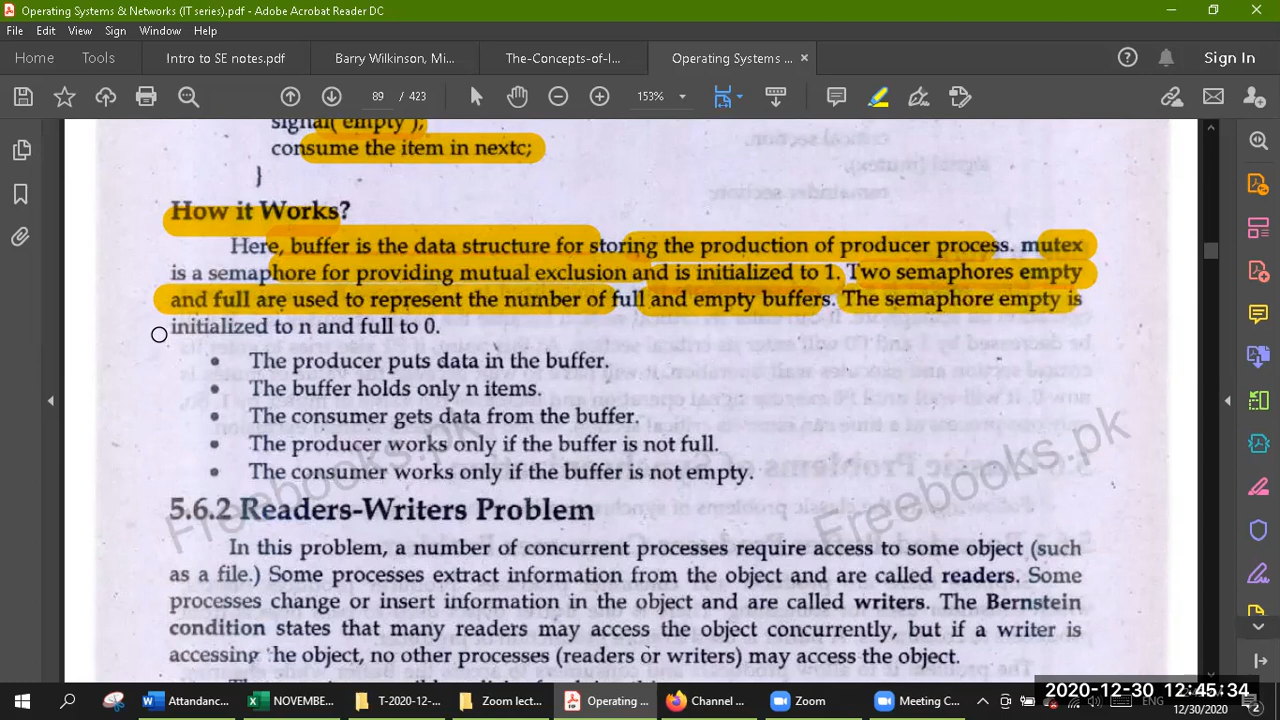 Operating Systems & Networks (IT series).pdf - Adobe Acrobat Reader DC
File Edit View Sign Window Help
Home Tools Intro to SE notes.pdf Barry Wilkinson, Mi... The-Concepts-of-I... Operating Systems ... × Sign In
89 / 423 153%
signal( empty );
consume the item in nextc;
}
How it Works?
Here, buffer is the data structure for storing the production of producer process. mutex
is a semaphore for providing mutual exclusion and is initialized to 1. Two semaphores empty
and full are used to represent the number of full and empty buffers. The semaphore empty is
initialized to n and full to 0.
• The producer puts data in the buffer.
• The buffer holds only n items.
• The consumer gets data from the buffer.
• The producer works only if the buffer is not full.
• The consumer works only if the buffer is not empty.
5.6.2 Readers-Writers Problem
In this problem, a number of concurrent processes require access to some object (such
as a file.) Some processes extract information from the object and are called readers. Some
processes change or insert information in the object and are called writers. The Bernstein
condition states that many readers may access the object concurrently, but if a writer is
accessing the object, no other processes (readers or writers) may access the object.
Freebooks.pk
Freebooks.pk
2020-12-30 12:45:34
Attandanc... NOVEMBE... T-2020-12-... Zoom lect... Operating ... Channel ... Zoom Meeting C... ENG
12/30/2020 2